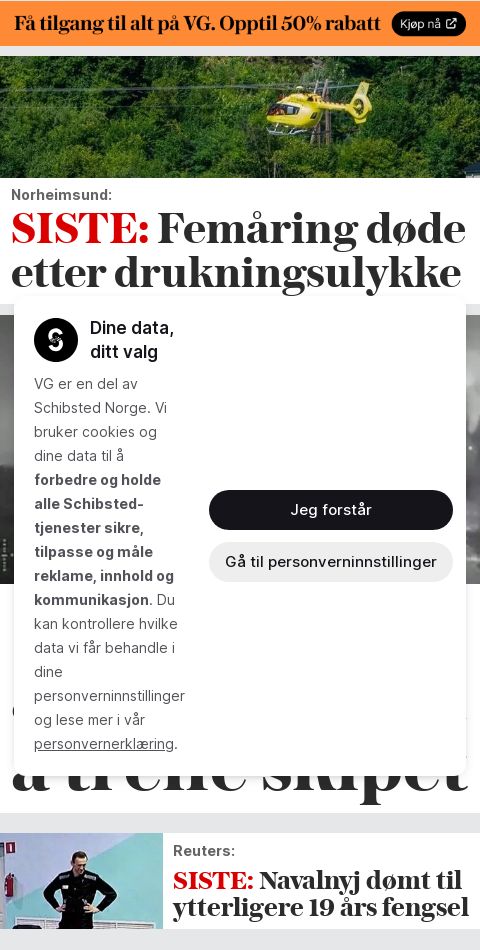 Få tilgang til alt på VG. Opptil 50% rabatt
Kjøp nå
Norheimsund:
SISTE: Femåring døde
etter drukningsulykke
Dine data,
ditt valg
VG er en del av
Schibsted Norge. Vi
bruker cookies og
dine data til å
forbedre og holde
alle Schibsted-
tjenester sikre,
tilpasse og måle
reklame, innhold og
kommunikasjon. Du
kan kontrollere hvilke
data vi får behandle i
dine
personverninnstillinger
og lese mer i vår
personvernerklæring.
Jeg forstår
Gå til personverninnstillinger
å treffe skipet
Reuters:
SISTE: Navalnyj dømt til
ytterligere 19 års fengsel